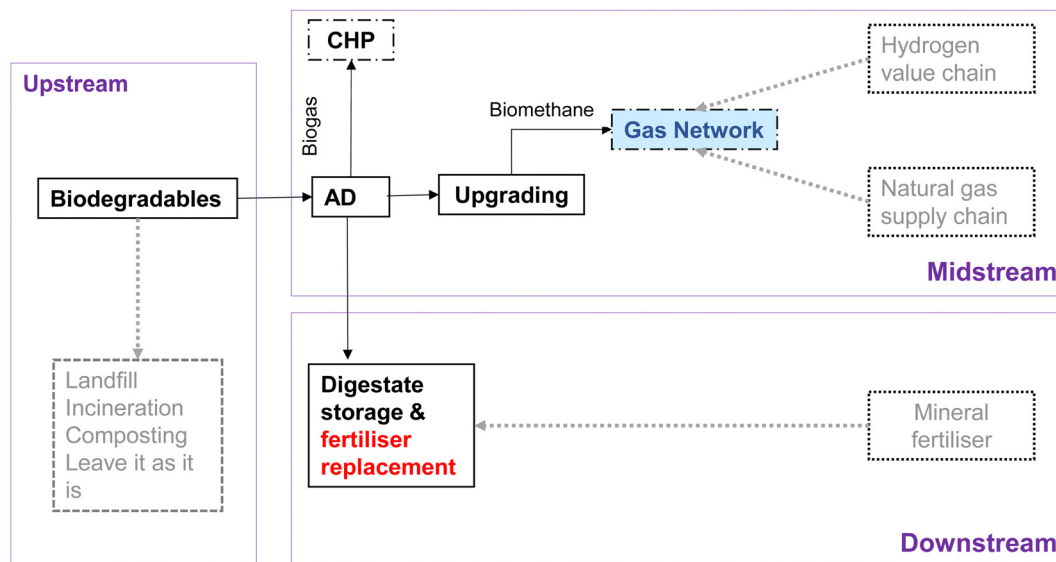 CHP
Hydrogen
value chain
Upstream
Biogas
Biomethane
Gas Network
Biodegradables
AD
Upgrading
Natural gas
supply chain
Midstream
Landfill
Incineration
Composting
Leave it as it
is
Digestate
storage &
fertiliser
replacement
Mineral
fertiliser
Downstream